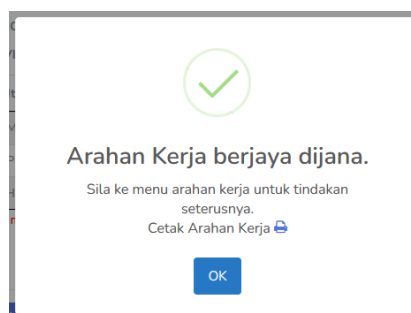 Arahan Kerja berjaya dijana.
Sila ke menu arahan kerja untuk tindakan
seterusnya.
Cetak Arahan Kerja
OK